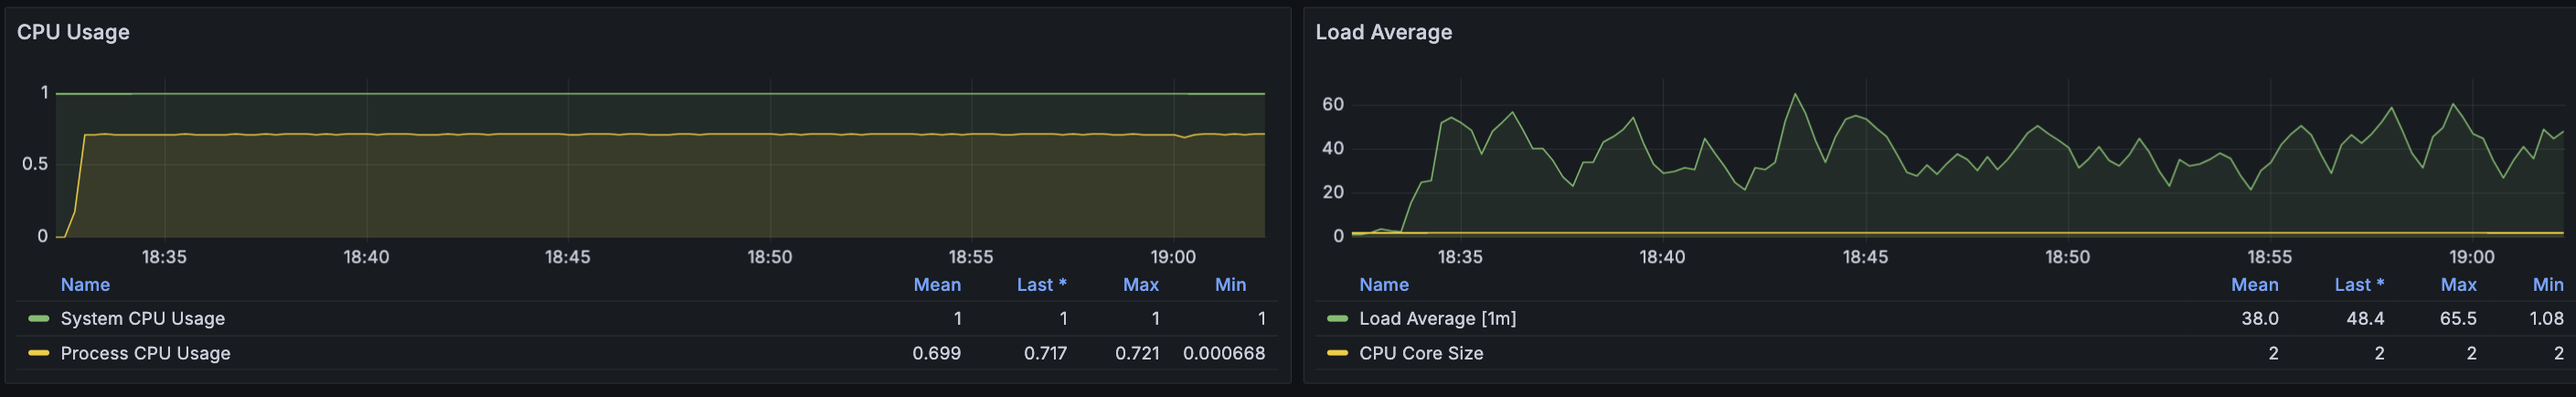 CPU Usage
1
0.5
0
18:35 18:40 18:45 18:50 18:55 19:00
Name Mean Last * Max Min
System CPU Usage 1 1 1 1
Process CPU Usage 0.699 0.717 0.721 0.000668
Load Average
60
40
20
0
18:35 18:40 18:45 18:50 18:55 19:00
Name Mean Last * Max Min
Load Average [1m] 38.0 48.4 65.5 1.08
CPU Core Size 2 2 2 2